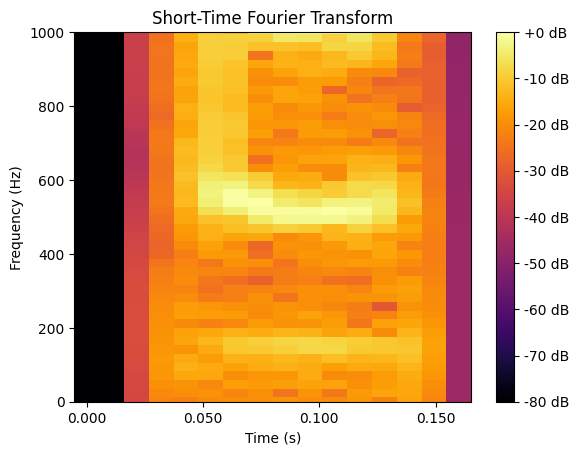 Short-Time Fourier Transform
1000
800
600
400
200
0
Frequency (Hz)
0.000
0.050
0.100
0.150
Time (s)
+0 dB
-10 dB
-20 dB
-30 dB
-40 dB
-50 dB
-60 dB
-70 dB
-80 dB